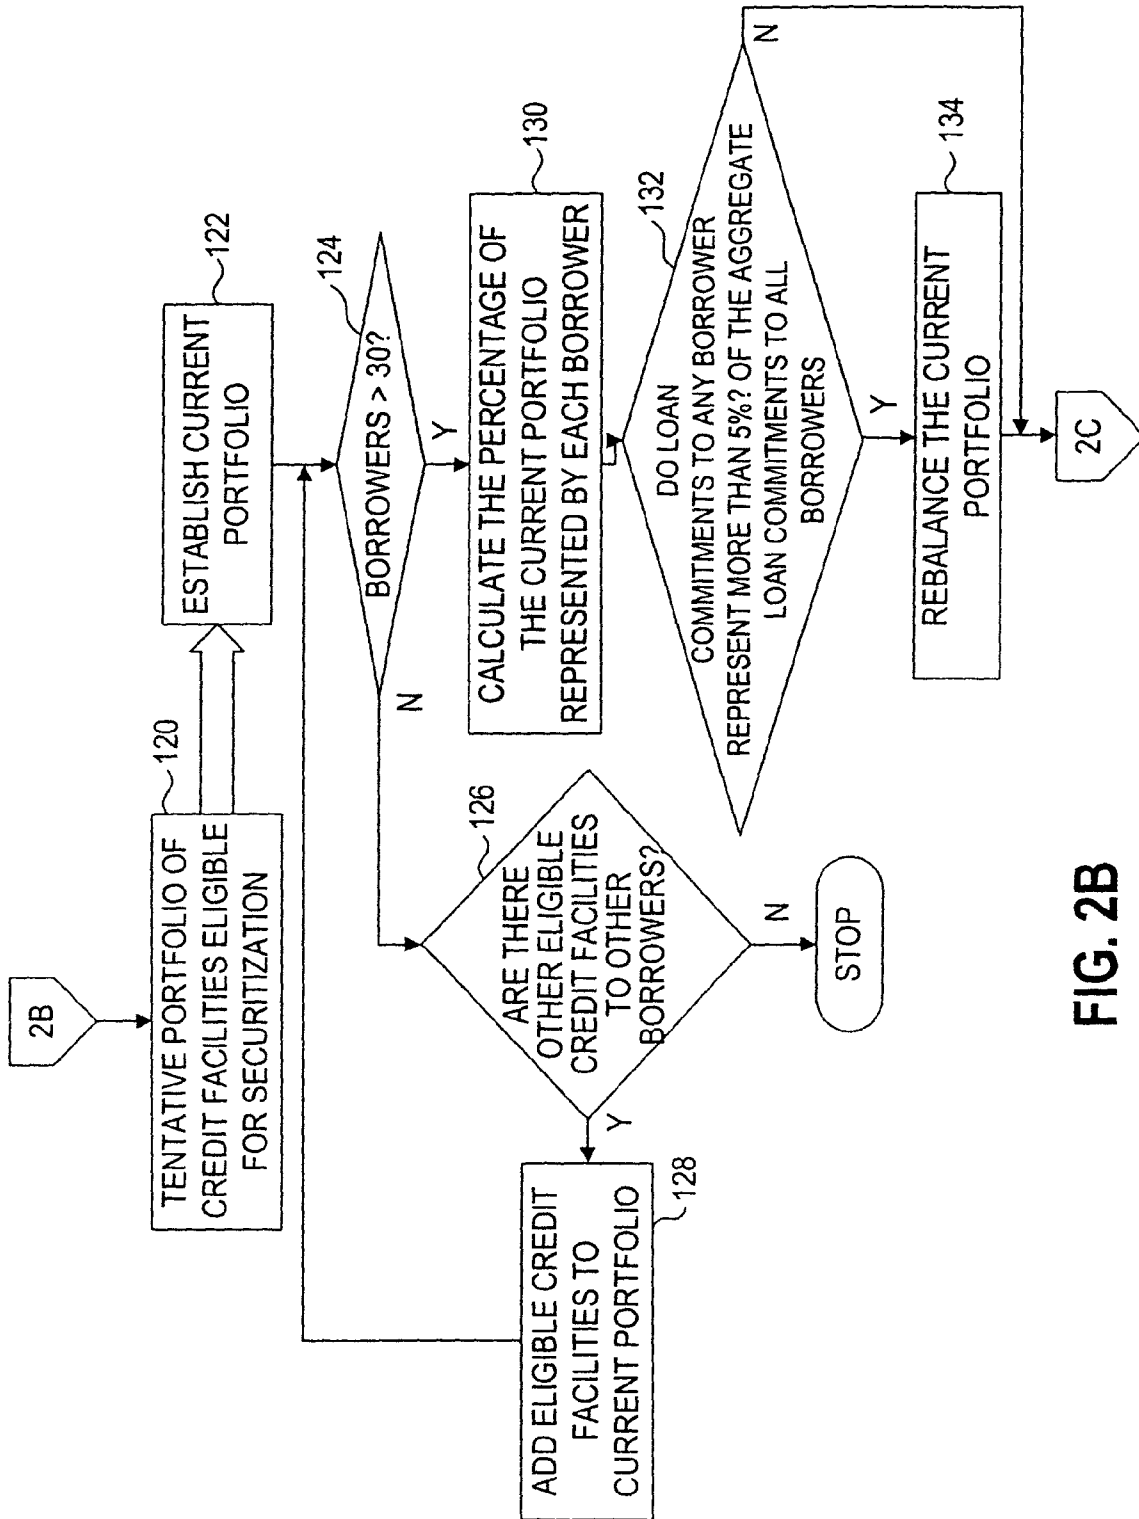 2B
120
TENTATIVE PORTFOLIO OF
CREDIT FACILITIES ELIGIBLE
FOR SECURITIZATION
122
ESTABLISH CURRENT
PORTFOLIO
124
BORROWERS > 30?
N
Y
126
ARE THERE
OTHER ELIGIBLE
CREDIT FACILITIES
TO OTHER
BORROWERS?
Y
N
128
ADD ELIGIBLE CREDIT
FACILITIES TO
CURRENT PORTFOLIO
STOP
130
CALCULATE THE PERCENTAGE OF
THE CURRENT PORTFOLIO
REPRESENTED BY EACH BORROWER
132
DO LOAN
COMMITMENTS TO ANY BORROWER
REPRESENT MORE THAN 5%? OF THE AGGREGATE
LOAN COMMITMENTS TO ALL
BORROWERS
N
Y
134
REBALANCE THE CURRENT
PORTFOLIO
2C
FIG. 2B